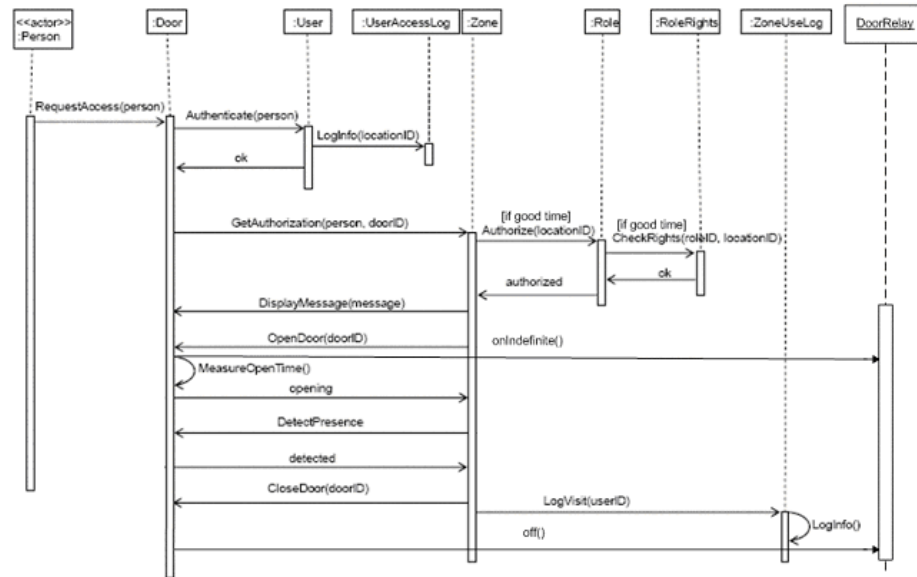 <<actor>>
:Person
:Door
:User
:UserAccessLog
:Zone
:Role
:RoleRights
:ZoneUseLog
DoorRelay
RequestAccess(person)
Authenticate(person)
LogInfo(locationID)
ok
GetAuthorization(person, doorID)
[if good time]
Authorize(locationID)
[if good time]
CheckRights(roleID, locationID)
ok
authorized
DisplayMessage(message)
OpenDoor(doorID)
onIndefinite()
MeasureOpenTime()
opening
DetectPresence
detected
CloseDoor(doorID)
LogVisit(userID)
LogInfo()
off()